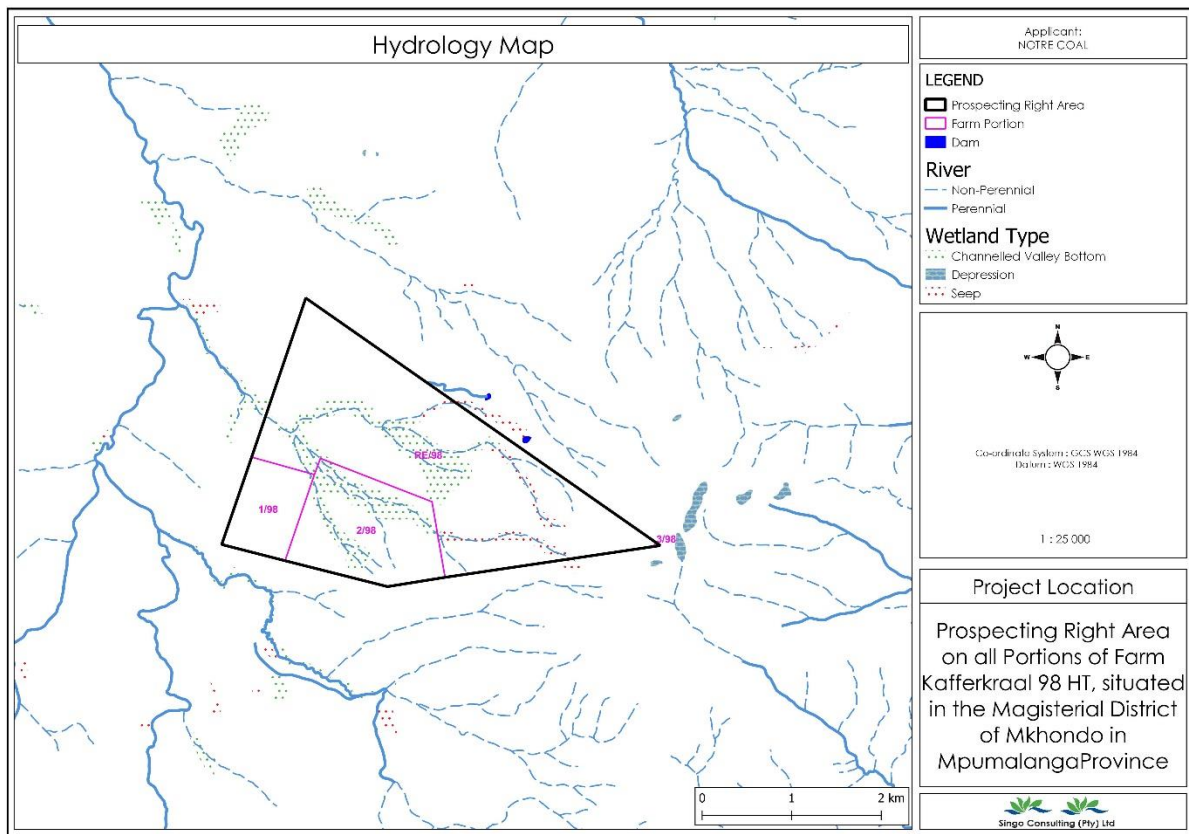 Hydrology Map
RE/98
1/98
2/98
3/98
0 1 2 km
Applicant:
NOTRE COAL
LEGEND
Prospecting Right Area
Farm Portion
Dam
River
Non-Perennial
Perennial
Wetland Type
Channelled Valley Bottom
Depression
Seep
N
W E
S
Co-ordinate System : GCS WGS 1984
Datum : WGS 1984
1 : 25 000
Project Location
Prospecting Right Area
on all Portions of Farm
Kafferkraal 98 HT, situated
in the Magisterial District
of Mkhondo in
MpumalangaProvince
Singo Consulting (Pty) Ltd